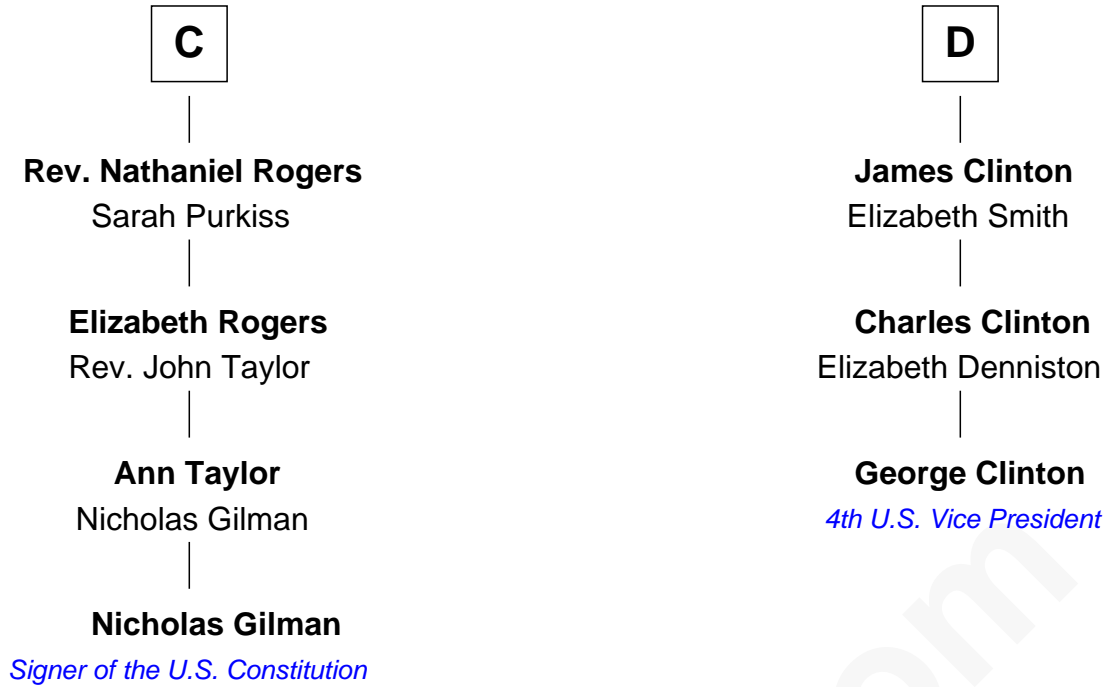 C
Rev. Nathaniel Rogers
Sarah Purkiss
Elizabeth Rogers
Rev. John Taylor
Ann Taylor
Nicholas Gilman
Nicholas Gilman
Signer of the U.S. Constitution
D
James Clinton
Elizabeth Smith
Charles Clinton
Elizabeth Denniston
George Clinton
4th U.S. Vice President
om